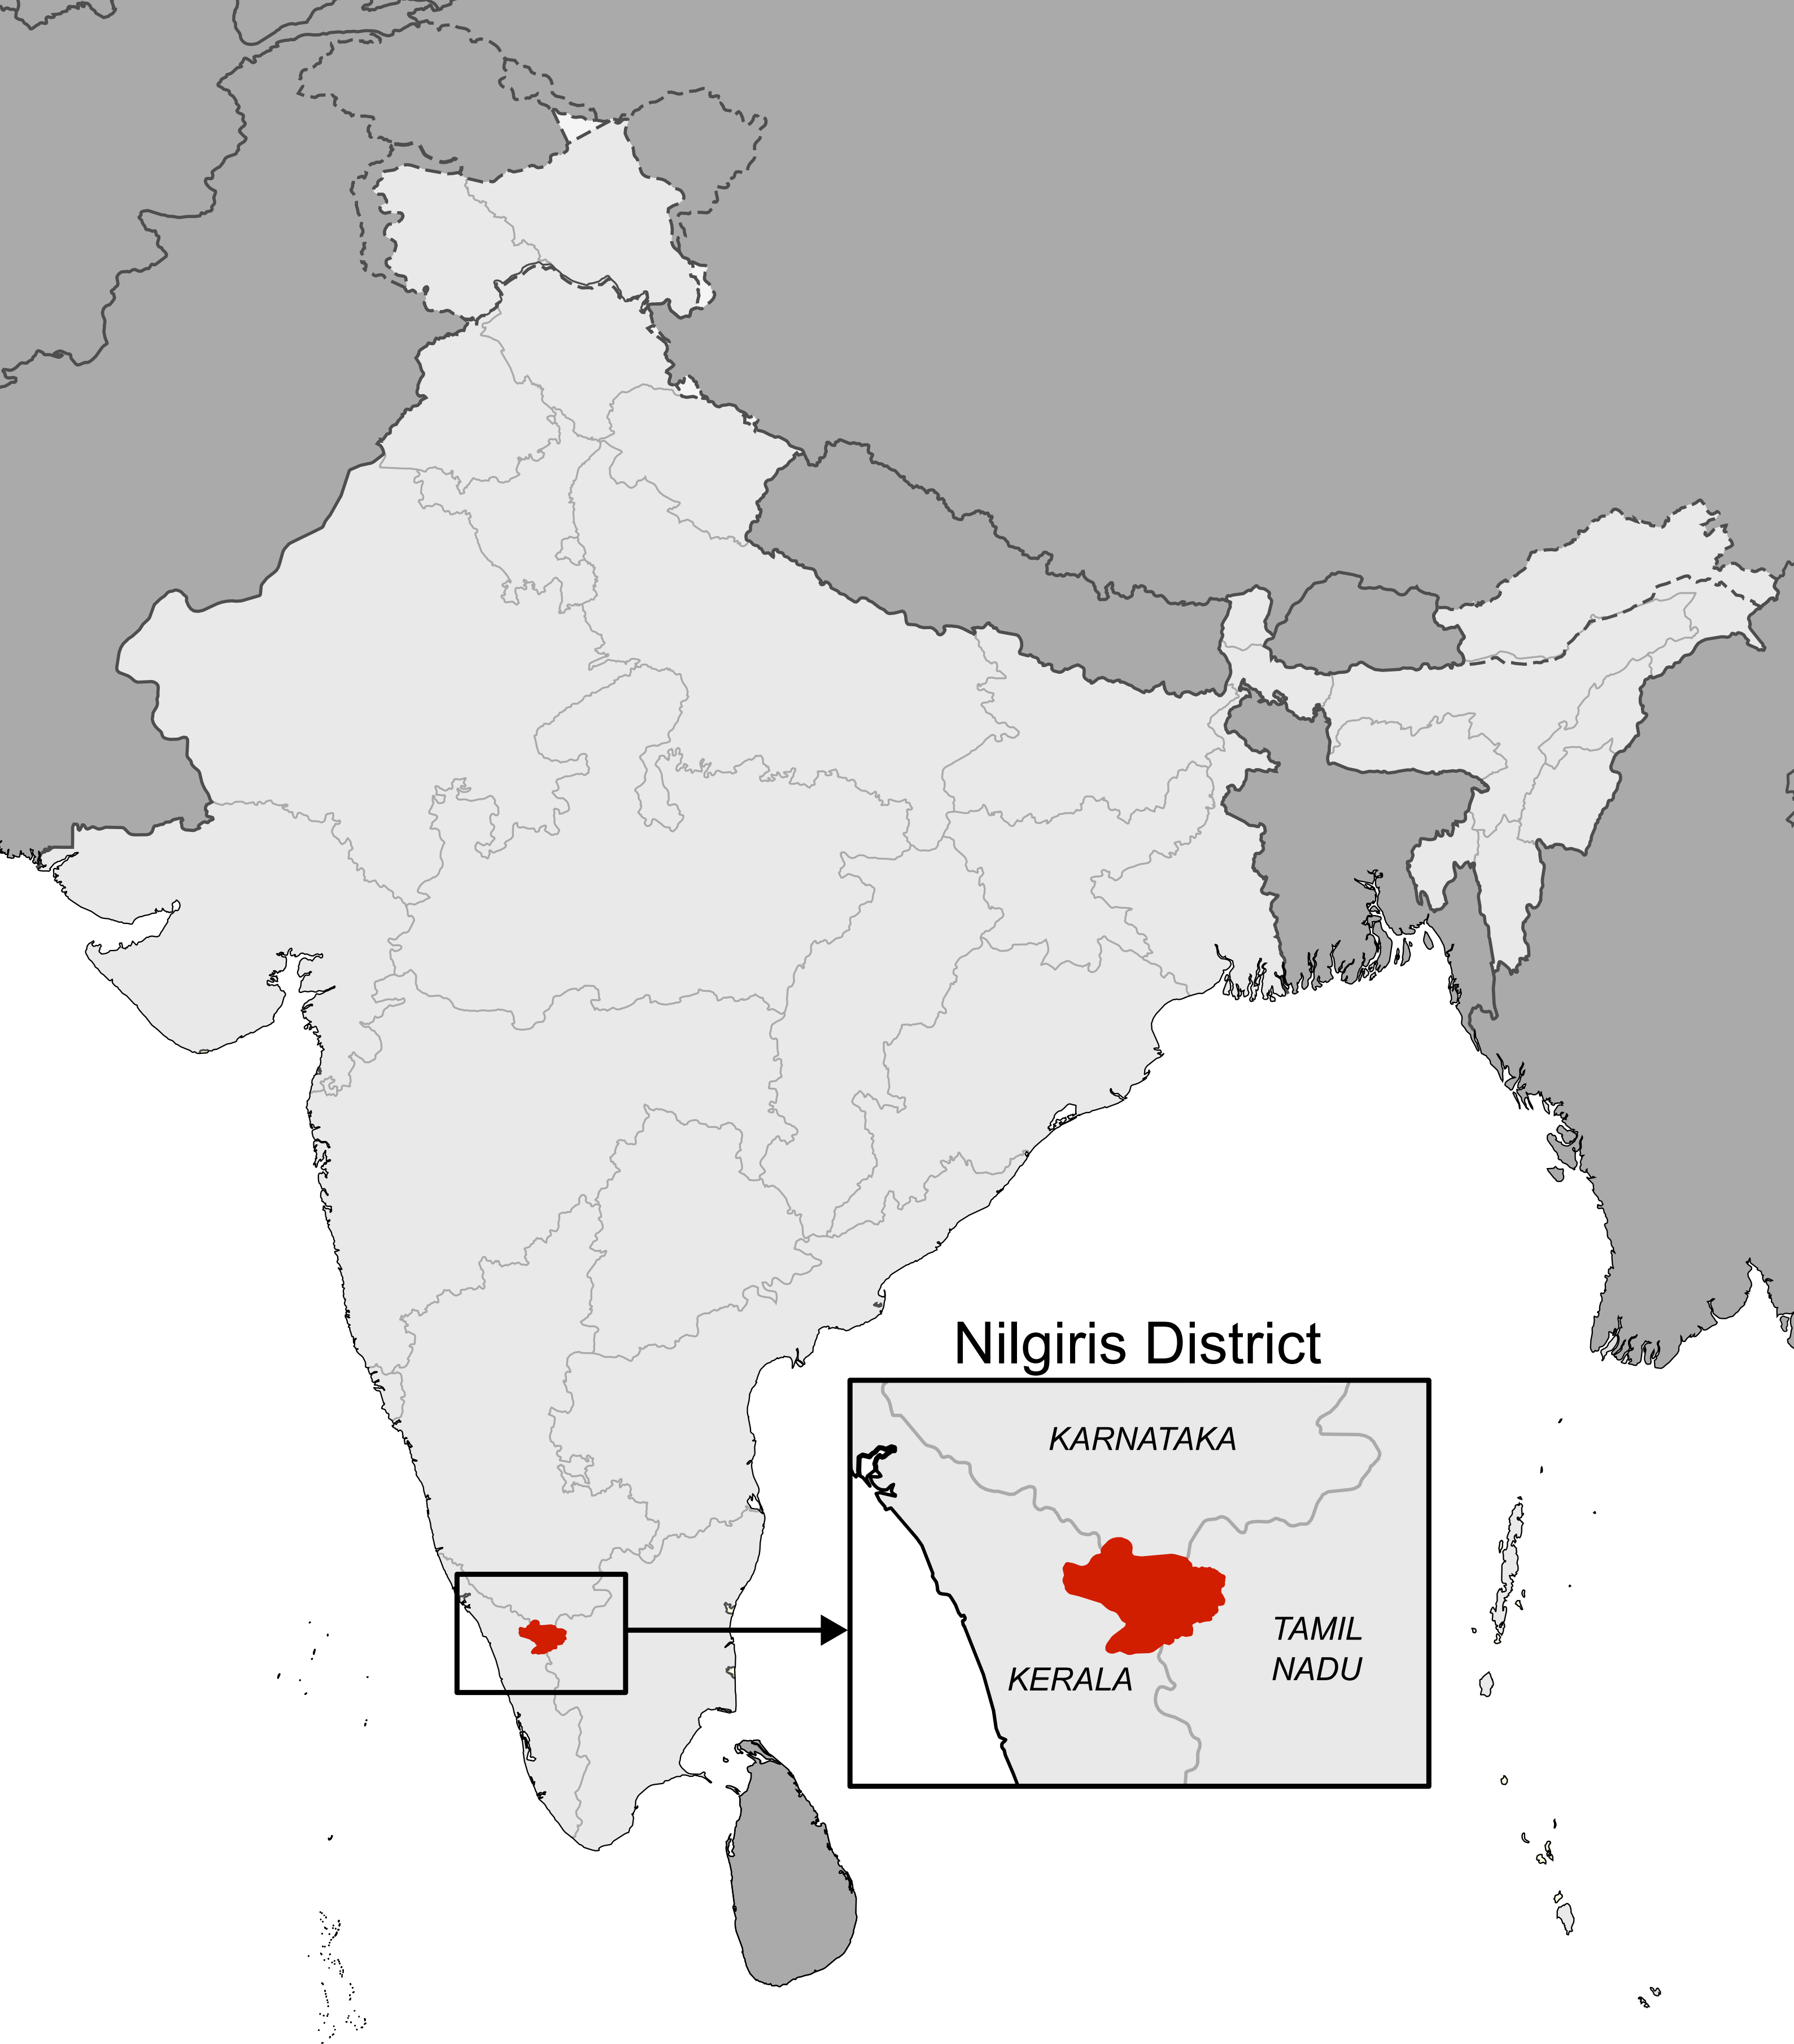 Nilgiris District
KARNATAKA
TAMIL
NADU
KERALA